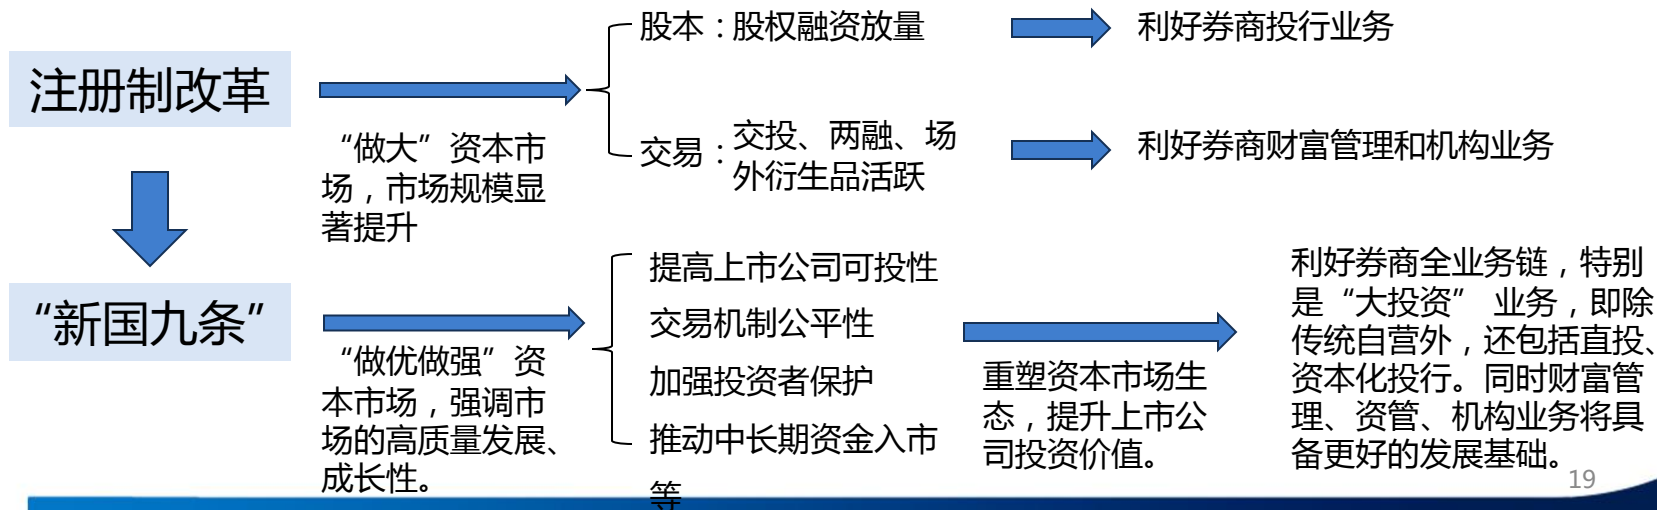 股本：股权融资放量
利好券商投行业务
注册制改革
“做大”资本市
场，市场规模显
著提升
交易：
交投、两融、场
外衍生品活跃
利好券商财富管理和机构业务
“新国九条”
“做优做强”资
本市场，强调市
场的高质量发展、
成长性。
提高上市公司可投性
交易机制公平性
加强投资者保护
推动中长期资金入市
等
重塑资本市场生
态，提升上市公
司投资价值。
利好券商全业务链，特别
是“大投资” 业务，即除
传统自营外，还包括直投、
资本化投行。同时财富管
理、资管、机构业务将具
备更好的发展基础。
19